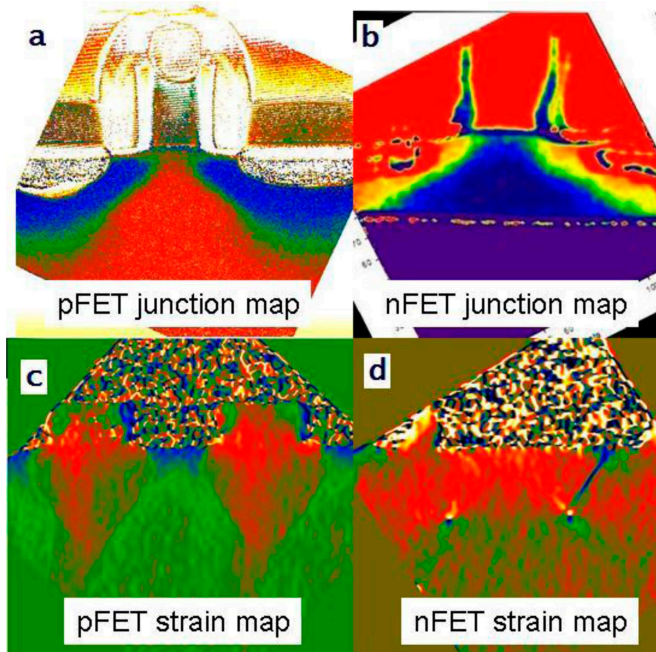 a
b
pFET junction map
nFET junction map
c
d
pFET strain map
nFET strain map